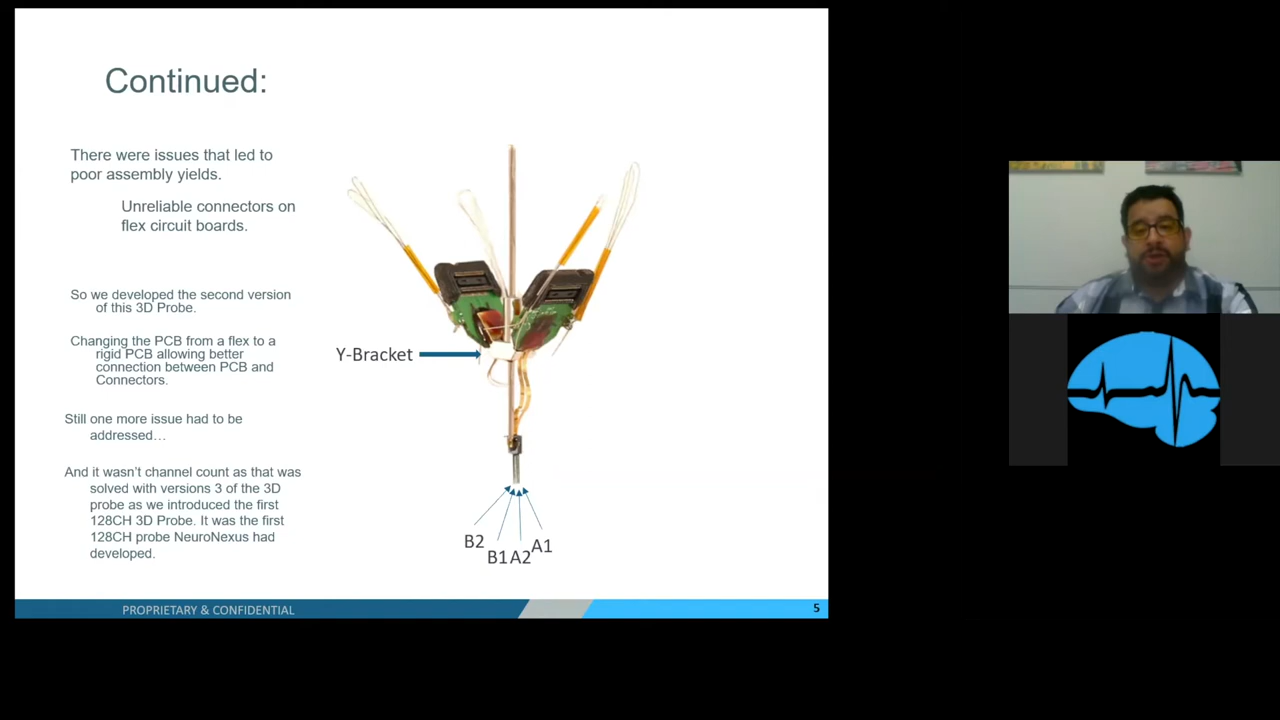 Continued:
There were issues that led to
poor assembly yields.
Unreliable connectors on
flex circuit boards.
So we developed the second version
of this 3D Probe.
Changing the PCB from a flex to a
rigid PCB allowing better
connection between PCB and
Connectors.
Still one more issue had to be
addressed…
And it wasn't channel count as that was
solved with versions 3 of the 3D
probe as we introduced the first
128CH 3D Probe. It was the first
128CH probe NeuroNexus had
developed.
Y-Bracket
B2
B1
A2
A1
PROPRIETARY & CONFIDENTIAL
5